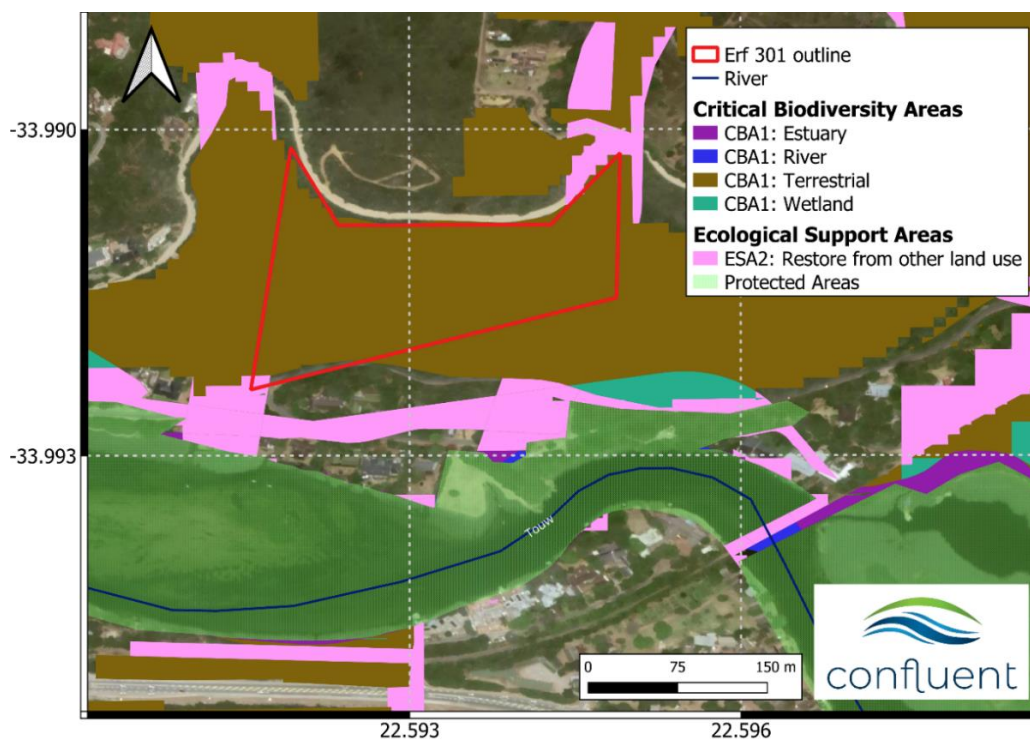 Erf 301 outline
River
Critical Biodiversity Areas
CBA1: Estuary
CBA1: River
CBA1: Terrestrial
CBA1: Wetland
Ecological Support Areas
ESA2: Restore from other land use
Protected Areas
-33.990
-33.993
Touw
0 75 150 m
confluent
22.593 22.596